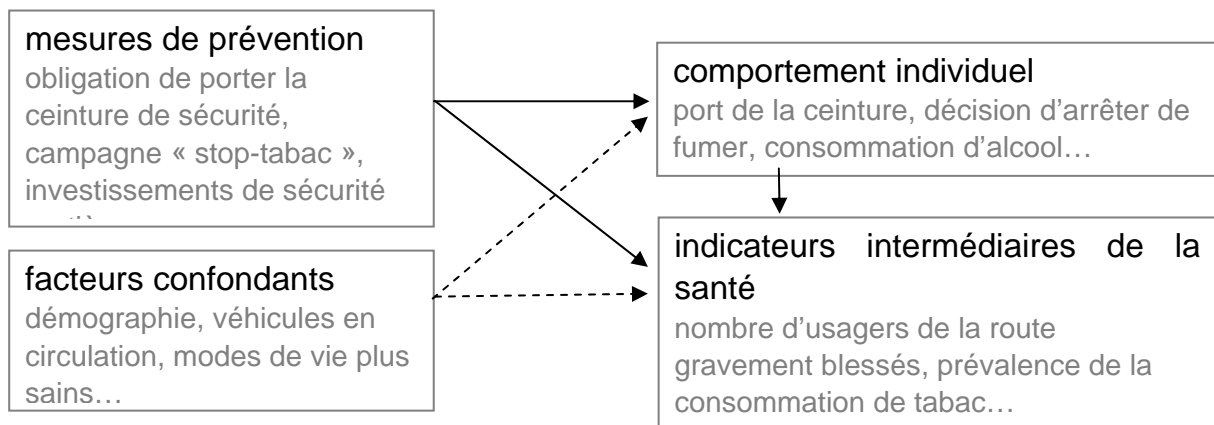 mesures de prévention
obligation de porter la
ceinture de sécurité,
campagne « stop-tabac »,
investissements de sécurité
facteurs confondants
démographie, véhicules en
circulation, modes de vie plus
sains…
comportement individuel
port de la ceinture, décision d’arrêter de
fumer, consommation d’alcool…
indicateurs intermédiaires de la
santé
nombre d’usagers de la route
gravement blessés, prévalence de la
consommation de tabac…